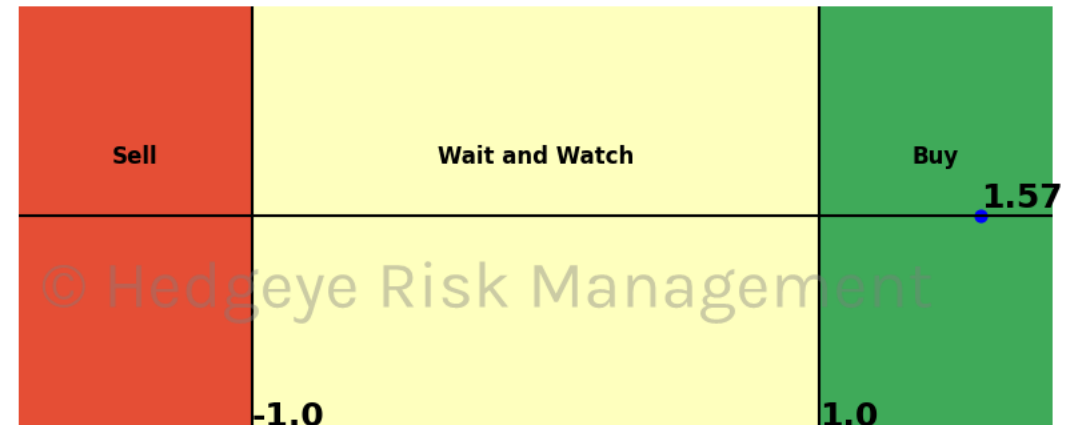 Sell
Wait and Watch
Buy
1.57
© Hedgeye Risk Management
-1.0
1.0